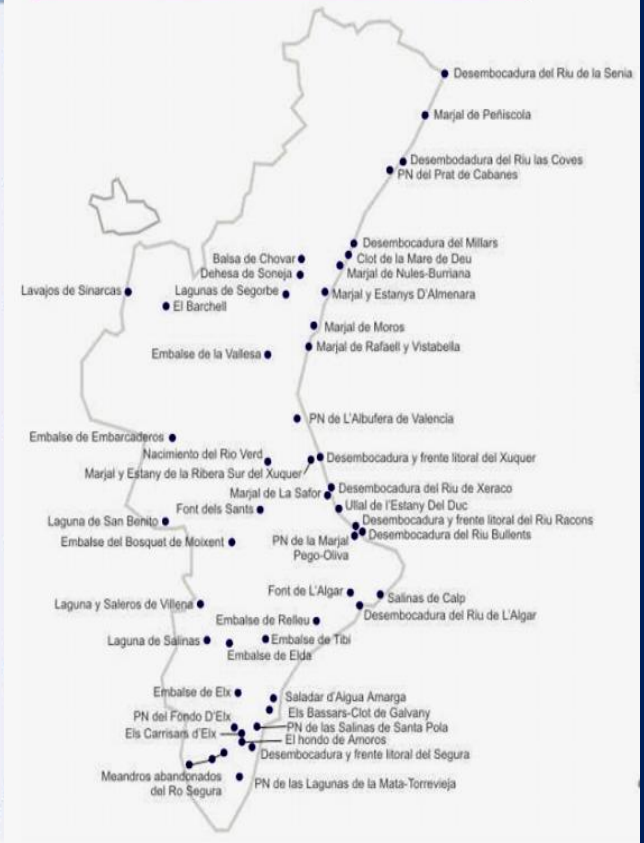 Desembocadura del Riu de la Senia
Marjal de Peñiscola
Desembodadura del Riu las Coves
PN del Prat de Cabanes
Desembocadura del Millars
Balsa de Chovar
Clot de la Mare de Deu
Dehesa de Soneja
Marjal de Nules-Burriana
Lavajos de Sinarcas
Lagunas de Segorbe
Marjal y Estanys D'Almenara
El Barchell
Marjal de Moros
Marjal de Rafaell y Vistabella
Embalse de la Vallesa
PN de L'Albufera de Valencia
Embalse de Embarcaderos
Nacimiento del Rio Verd
Desembocadura y frente litoral del Xuquer
Marjal y Estany de la Ribera Sur del Xuquer
Desembocadura del Riu de Xeraco
Marjal de La Safor
Ullal de l'Estany Del Duc
Font dels Sants
Laguna de San Benito
Desembocadura y frente litoral del Riu Racons
Desembocadura del Riu Bullents
Embalse del Bosquet de Moixent
PN de la Marjal
Pego-Oliva
Font de L'Algar
Salinas de Calp
Laguna y Saleros de Villena
Desembocadura del Riu de L'Algar
Embalse de Relleu
Laguna de Salinas
Embalse de Tibi
Embalse de Elda
Embalse de Elx
Saladar d'Aigua Amarga
Els Bassars-Clot de Galvany
PN del Fondo D'Elx
PN de las Salinas de Santa Pola
Els Carrisars d'Elx
El hondo de Amoros
Desembocadura y frente litoral del Segura
Meandros abandonados
del Ro Segura
PN de las Lagunas de la Mata-Torrevieja